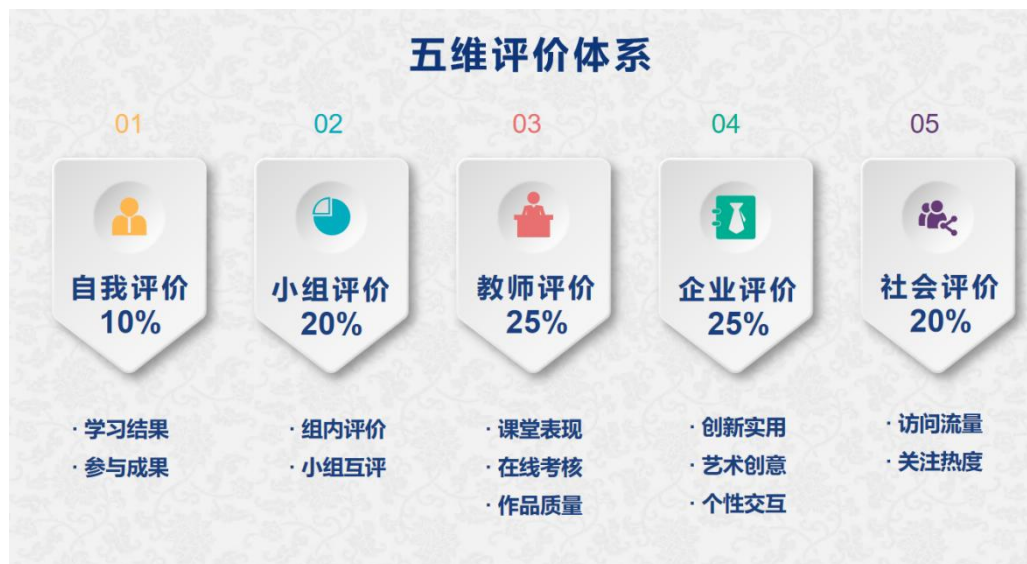 五维评价体系
01
02
03
04
05
自我评价
10%
小组评价
20%
教师评价
25%
企业评价
25%
社会评价
20%
· 学习结果
· 参与成果
· 组内评价
· 小组互评
· 课堂表现
· 在线考核
· 作品质量
· 创新实用
· 艺术创意
· 个性交互
· 访问流量
· 关注热度